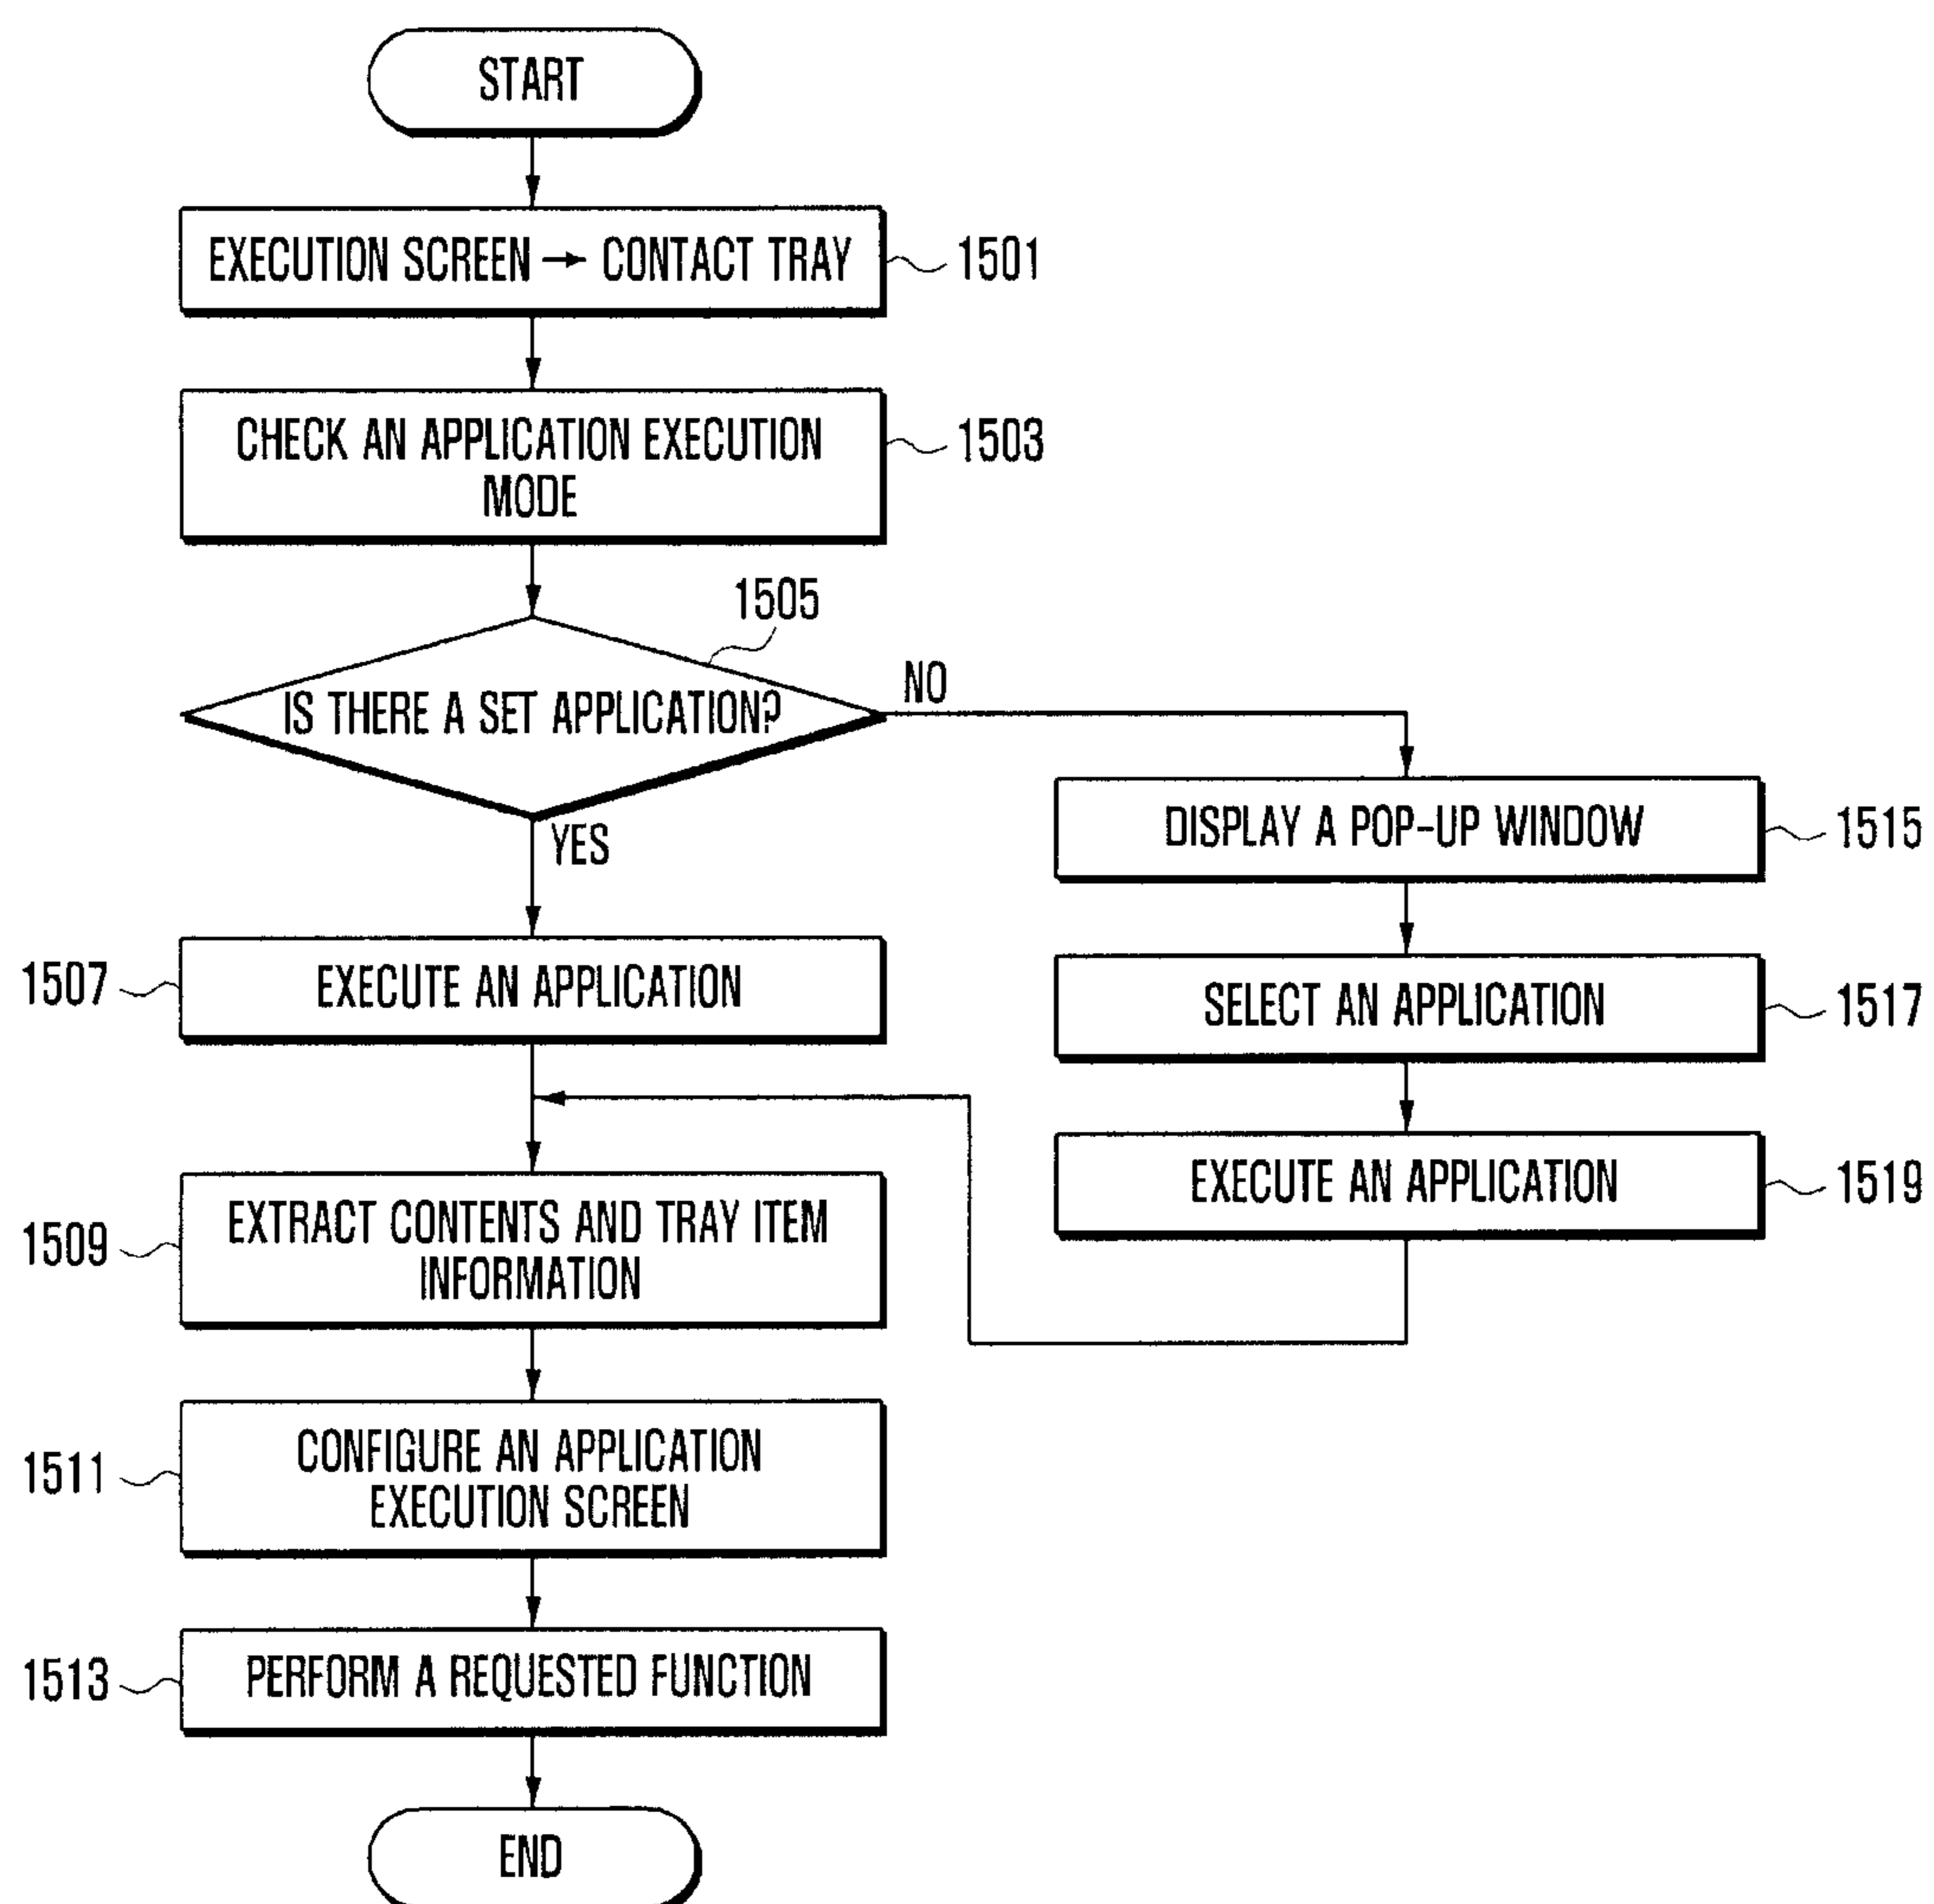 START
EXECUTION SCREEN → CONTACT TRAY
1501
CHECK AN APPLICATION EXECUTION
MODE
1503
1505
IS THERE A SET APPLICATION?
NO
YES
DISPLAY A POP-UP WINDOW
1515
1507
EXECUTE AN APPLICATION
SELECT AN APPLICATION
1517
EXECUTE AN APPLICATION
1519
1509
EXTRACT CONTENTS AND TRAY ITEM
INFORMATION
1511
CONFIGURE AN APPLICATION
EXECUTION SCREEN
1513
PERFORM A REQUESTED FUNCTION
END